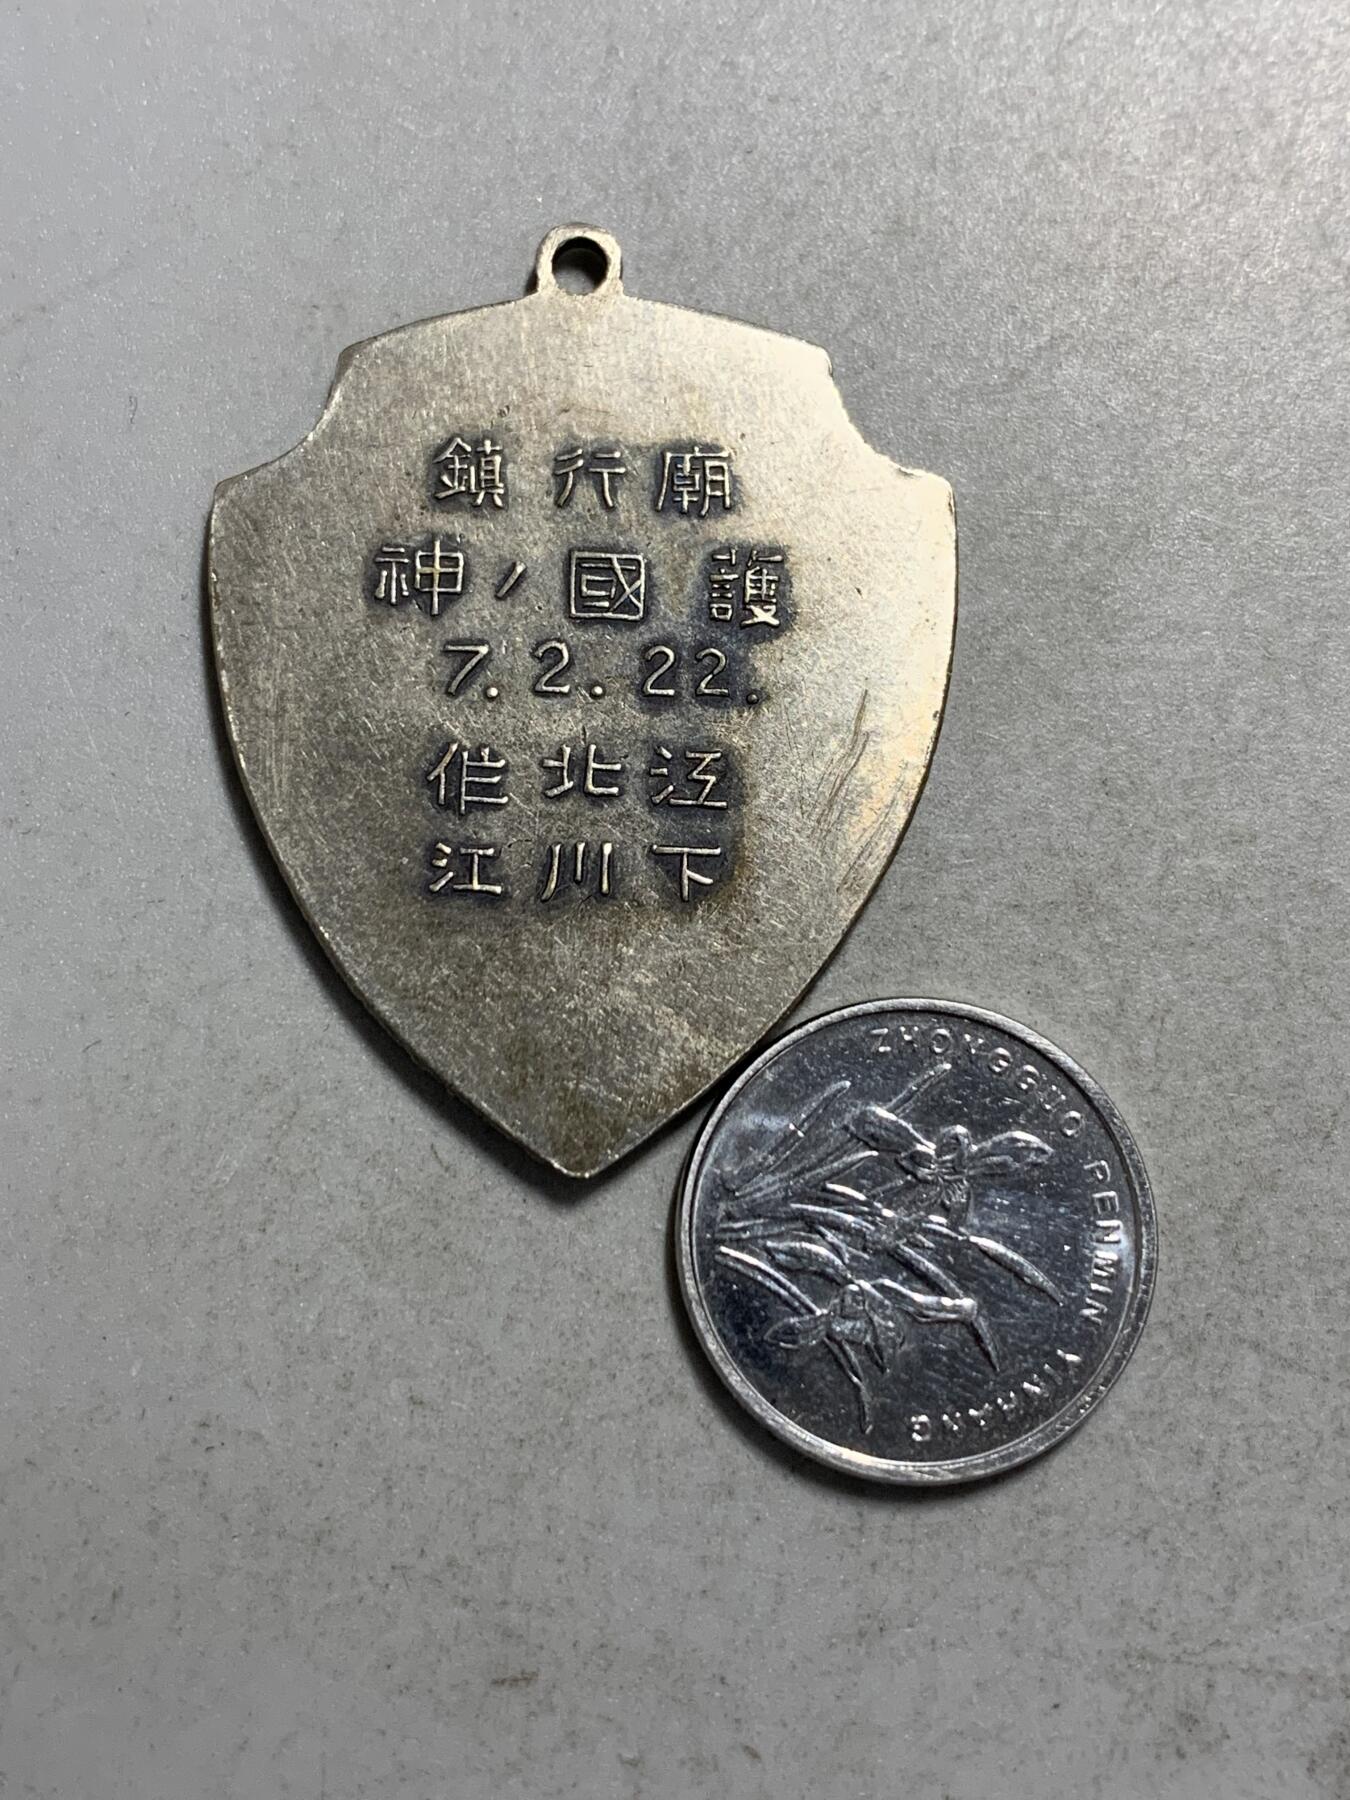 廟行鎮
護國ノ神
7.2.22.
江下
北川
作江
ZHONGGUO RENMIN YINHANG